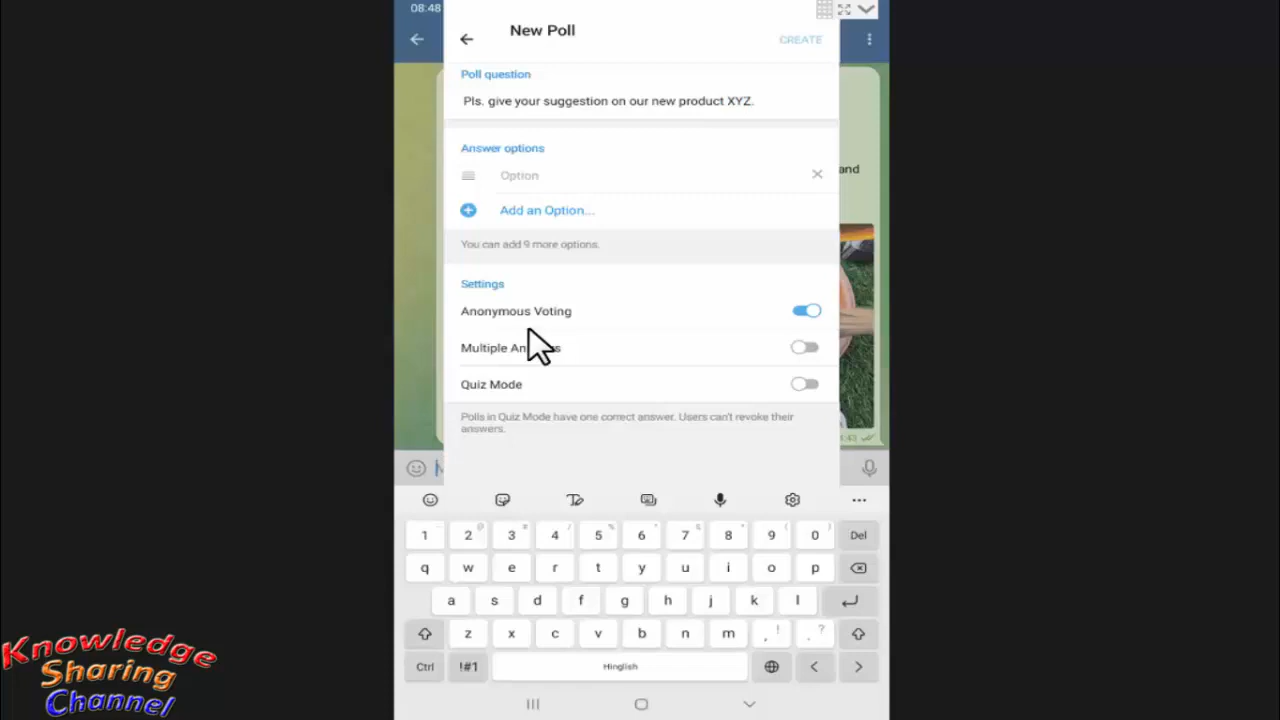 08:48
New Poll
CREATE
Poll question
Pls. give your suggestion on our new product XYZ.
Answer options
Option
and
Add an Option...
You can add 9 more options.
Settings
Anonymous Voting
Multiple
Quiz Mode
Polls in Quiz Mode have one correct answer. Users can't revoke their
answers.
1 2 3 4 5 6 7 8 9 0 Del
q w e r t y u i o p
a s d f g h j k l
z x c v b n m , ! . ?
Ctrl !#1 Hinglish < >
Knowledge
Sharing
Channel